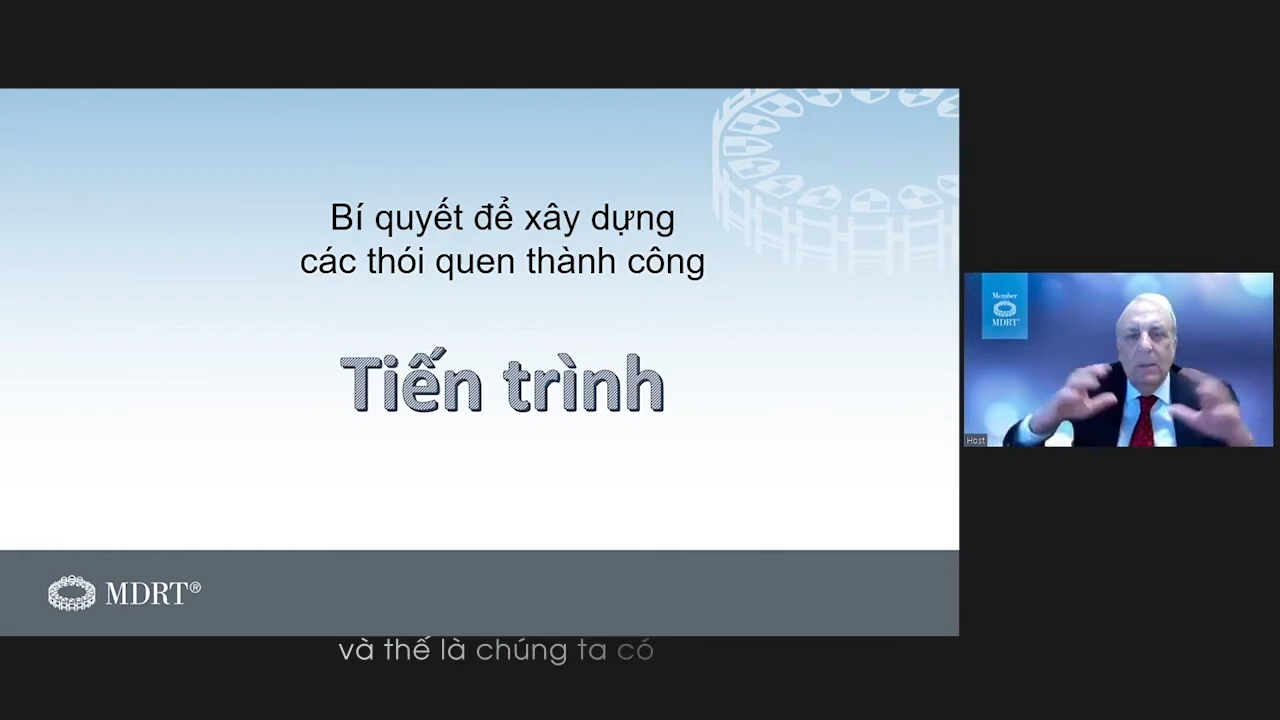 Bí quyết để xây dựng
các thói quen thành công
Tiến trình
Member
MDRT
Host
MDRT®
và thế là chúng ta có